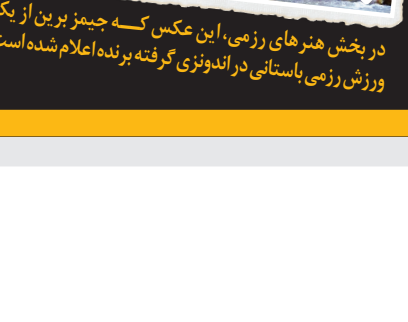 در بخش هنرهای رزمی، این عکس کــه جیمز برین از یک
ورزش رزمی باستانی در اندونزی گرفته برنده اعلام شده است